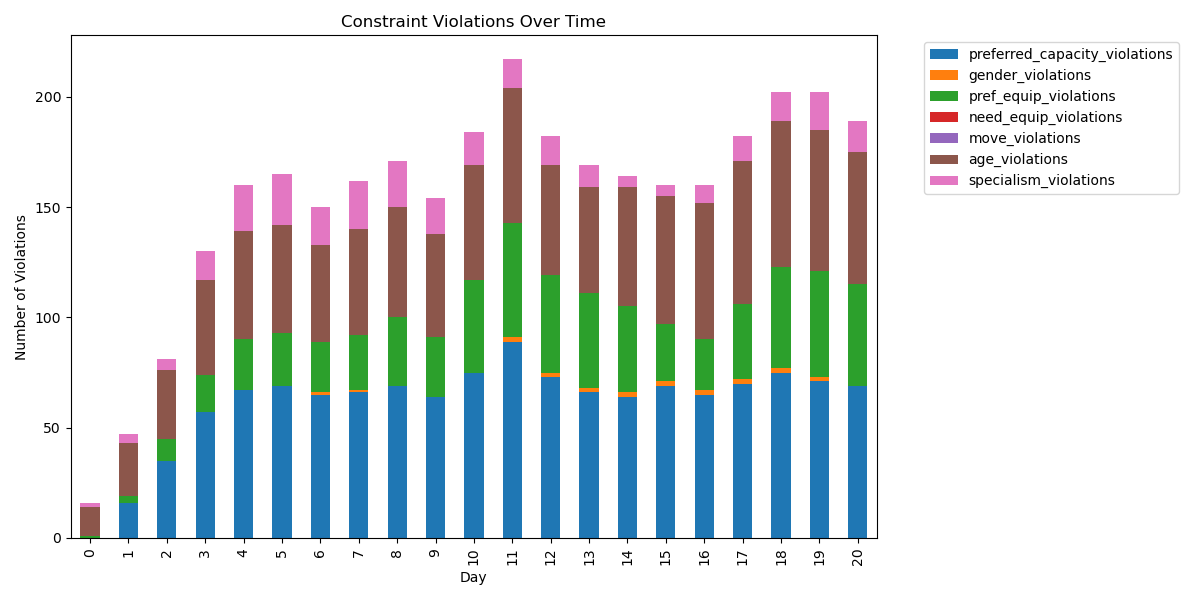 Constraint Violations Over Time
Number of Violations
200
150
100
50
0
0 1 2 3 4 5 6 7 8 9 10 11 12 13 14 15 16 17 18 19 20
Day
preferred_capacity_violations
gender_violations
pref_equip_violations
need_equip_violations
move_violations
age_violations
specialism_violations